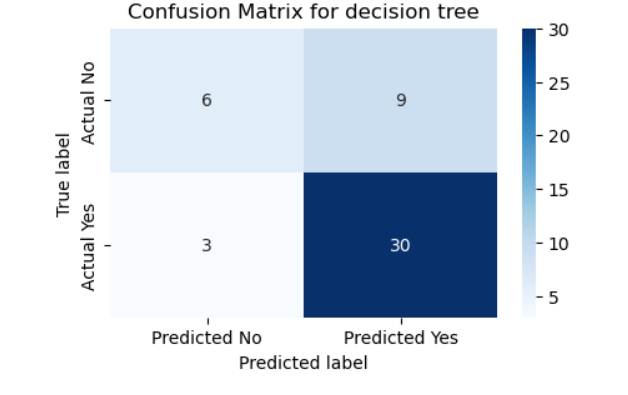 Confusion Matrix for decision tree
True label
Actual No
6
9
Actual Yes
3
30
Predicted No
Predicted Yes
Predicted label
30
25
20
15
10
5